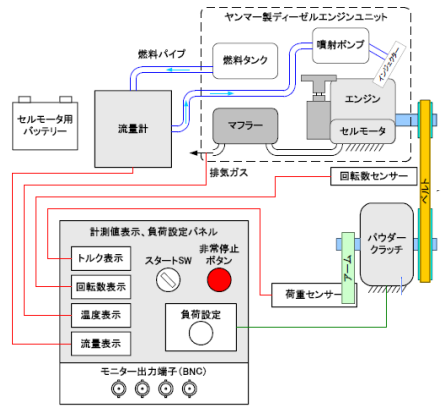 ヤンマー製ディーゼルエンジンユニット
燃料パイプ
燃料タンク
噴射ポンプ
インジェクター
セルモータ用
バッテリー
流量計
マフラー
エンジン
セルモータ
排気ガス
回転数センサー
ベルト
計測値表示、負荷設定パネル
トルク表示
回転数表示
温度表示
流量表示
スタートSW
非常停止
ボタン
負荷設定
荷重センサー
アーム
パウダー
クラッチ
モニター出力端子(BNC)